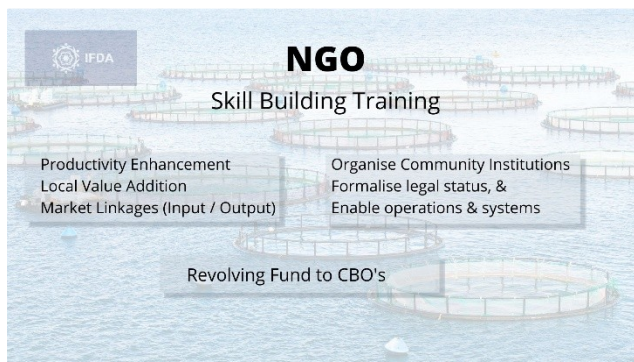 IFDA
NGO
Skill Building Training
Productivity Enhancement
Local Value Addition
Market Linkages (Input / Output)
Organise Community Institutions
Formalise legal status, &
Enable operations & systems
Revolving Fund to CBO's